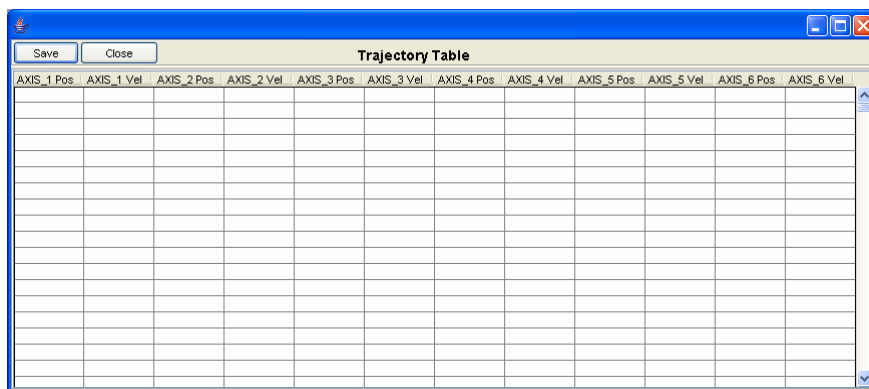 Save Close Trajectory Table
AXIS_1 Pos AXIS_1 Vel AXIS_2 Pos AXIS_2 Vel AXIS_3 Pos AXIS_3 Vel AXIS_4 Pos AXIS_4 Vel AXIS_5 Pos AXIS_5 Vel AXIS_6 Pos AXIS_6 Vel